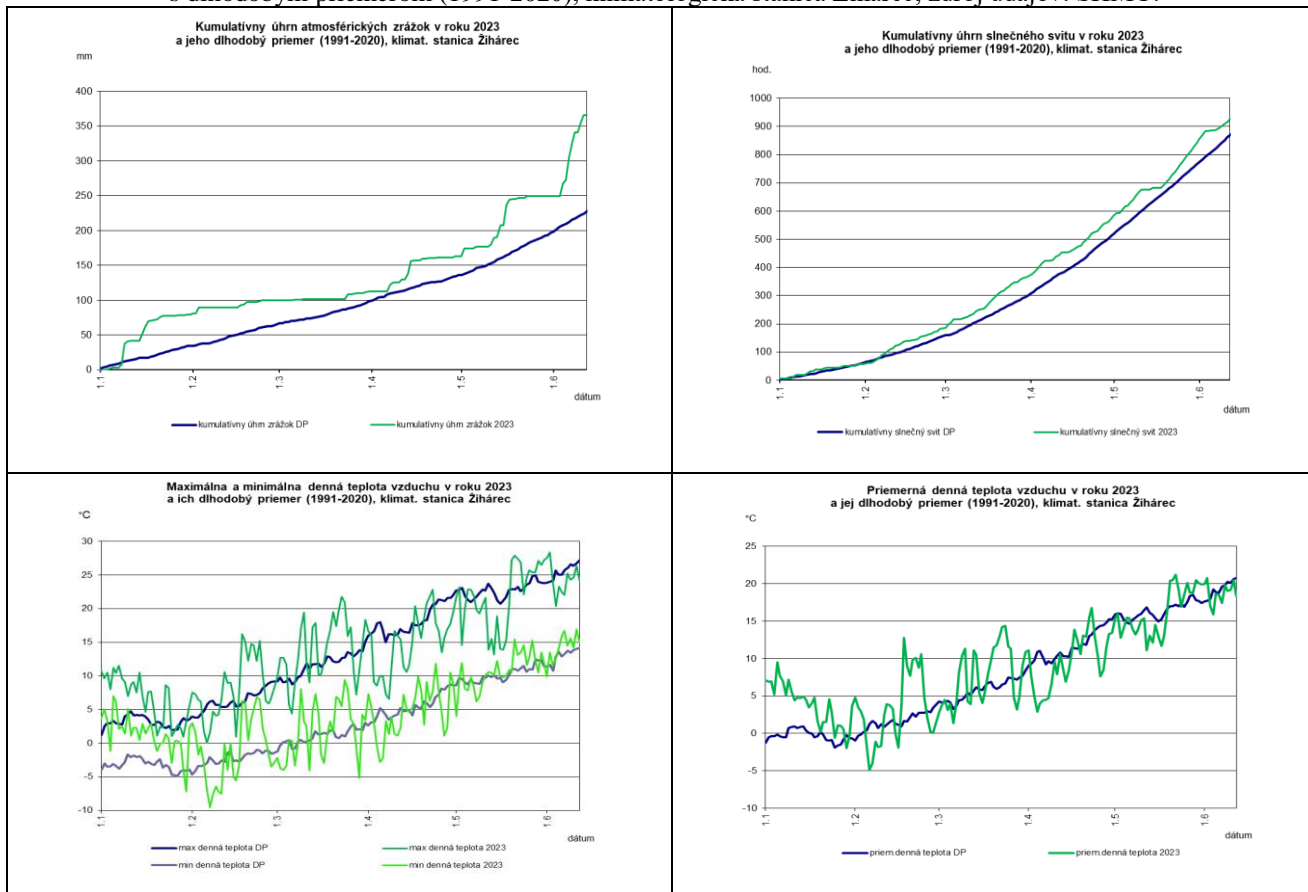 s dlhodobým priemerom (1991-2020), klimatologická stanica Žihárec, zdroj údajov: SHMÚ.
Kumulatívny úhrn atmosférických zrážok v roku 2023
a jeho dlhodobý priemer (1991-2020), klimat. stanica Žihárec
mm
400
350
300
250
200
150
100
50
0
1.1
1.2
1.3
1.4
1.5
1.6
dátum
kumulatívny úhrn zrážok DP
kumulatívny úhrn zrážok 2023
Kumulatívny úhrn slnečného svitu v roku 2023
a jeho dlhodobý priemer (1991-2020), klimat. stanica Žihárec
hod.
1000
900
800
700
600
500
400
300
200
100
0
1.1
1.2
1.3
1.4
1.5
1.6
dátum
kumulatívny slnečný svit DP
kumulatívny slnečný svit 2023
Maximálna a minimálna denná teplota vzduchu v roku 2023
a ich dlhodobý priemer (1991-2020), klimat. stanica Žihárec
°C
30
25
20
15
10
5
0
-5
-10
1.1
1.2
1.3
1.4
1.5
1.6
dátum
max denná teplota DP
max denná teplota 2023
min denná teplota DP
min denná teplota 2023
Priemerná denná teplota vzduchu v roku 2023
a jej dlhodobý priemer (1991-2020), klimat. stanica Žihárec
°C
25
20
15
10
5
0
-5
-10
1.1
1.2
1.3
1.4
1.5
1.6
dátum
priem.denná teplota DP
priem.denná teplota 2023